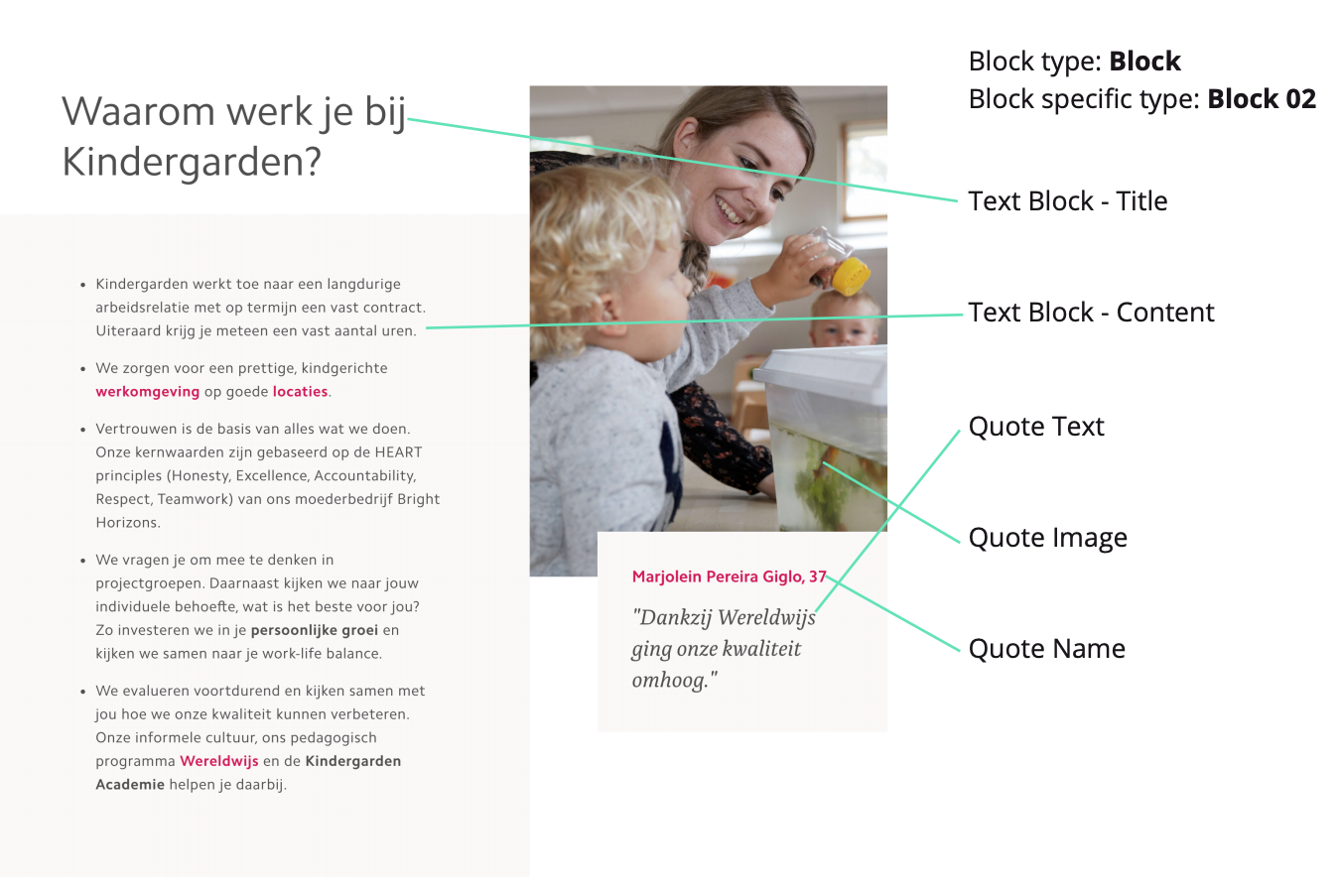 Waarom werk je bij
Kindergarden?
• Kindergarden werkt toe naar een langdurige
arbeidsrelatie met op termijn een vast contract.
Uiteraard krijg je meteen een vast aantal uren.
• We zorgen voor een prettige, kindgerichte
werkomgeving op goede locaties.
• Vertrouwen is de basis van alles wat we doen.
Onze kernwaarden zijn gebaseerd op de HEART
principles (Honesty, Excellence, Accountability,
Respect, Teamwork) van ons moederbedrijf Bright
Horizons.
• We vragen je om mee te denken in
projectgroepen. Daarnaast kijken we naar jouw
individuele behoefte, wat is het beste voor jou?
Zo investeren we in je persoonlijke groei en
kijken we samen naar je work-life balance.
• We evalueren voortdurend en kijken samen met
jou hoe we onze kwaliteit kunnen verbeteren.
Onze informele cultuur, ons pedagogisch
programma Wereldwijs en de Kindergarden
Academie helpen je daarbij.
Marjolein Pereira Giglo, 37
"Dankzij Wereldwijs
ging onze kwaliteit
omhoog."
Block type: Block
Block specific type: Block 02
Text Block - Title
Text Block - Content
Quote Text
Quote Image
Quote Name